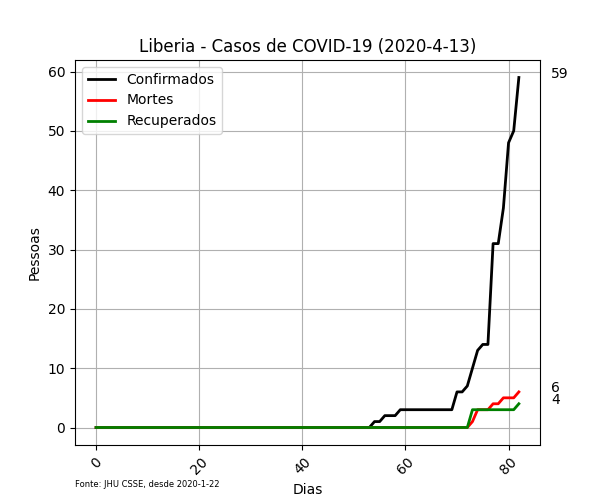 Liberia - Casos de COVID-19 (2020-4-13)
Confirmados
Mortes
Recuperados
60
50
40
30
20
10
0
Pessoas
59
6
4
0
20
40
60
80
Dias
Fonte: JHU CSSE, desde 2020-1-22